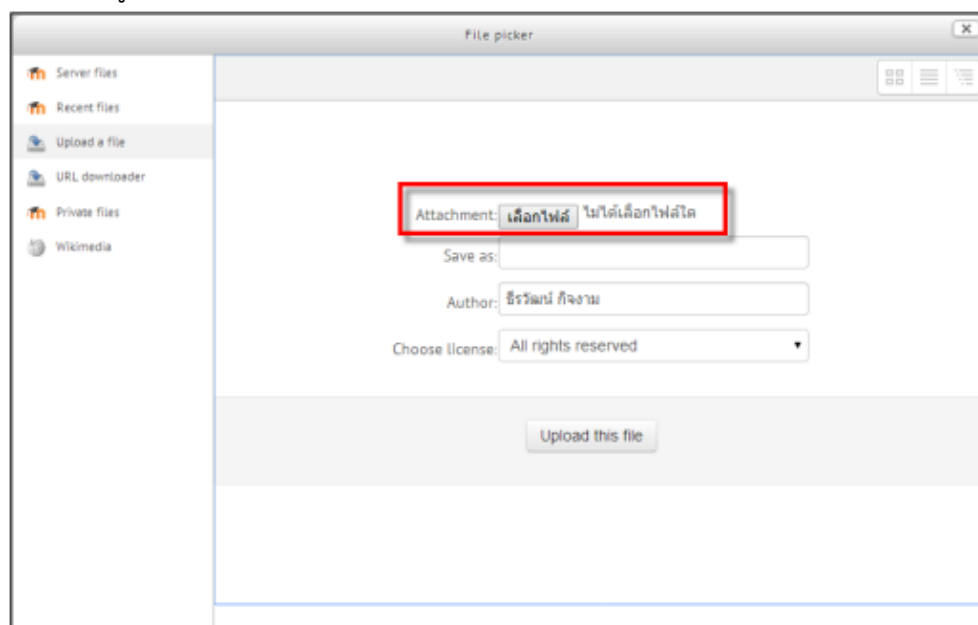 File picker
Server files
Recent files
Upload a file
URL downloader
Private files
Wikimedia
Attachment: เลือกไฟล์ ไม่ได้เลือกไฟล์ใด
Save as:
Author: ธีรวัฒน์ กิจงาม
Choose license: All rights reserved
Upload this file